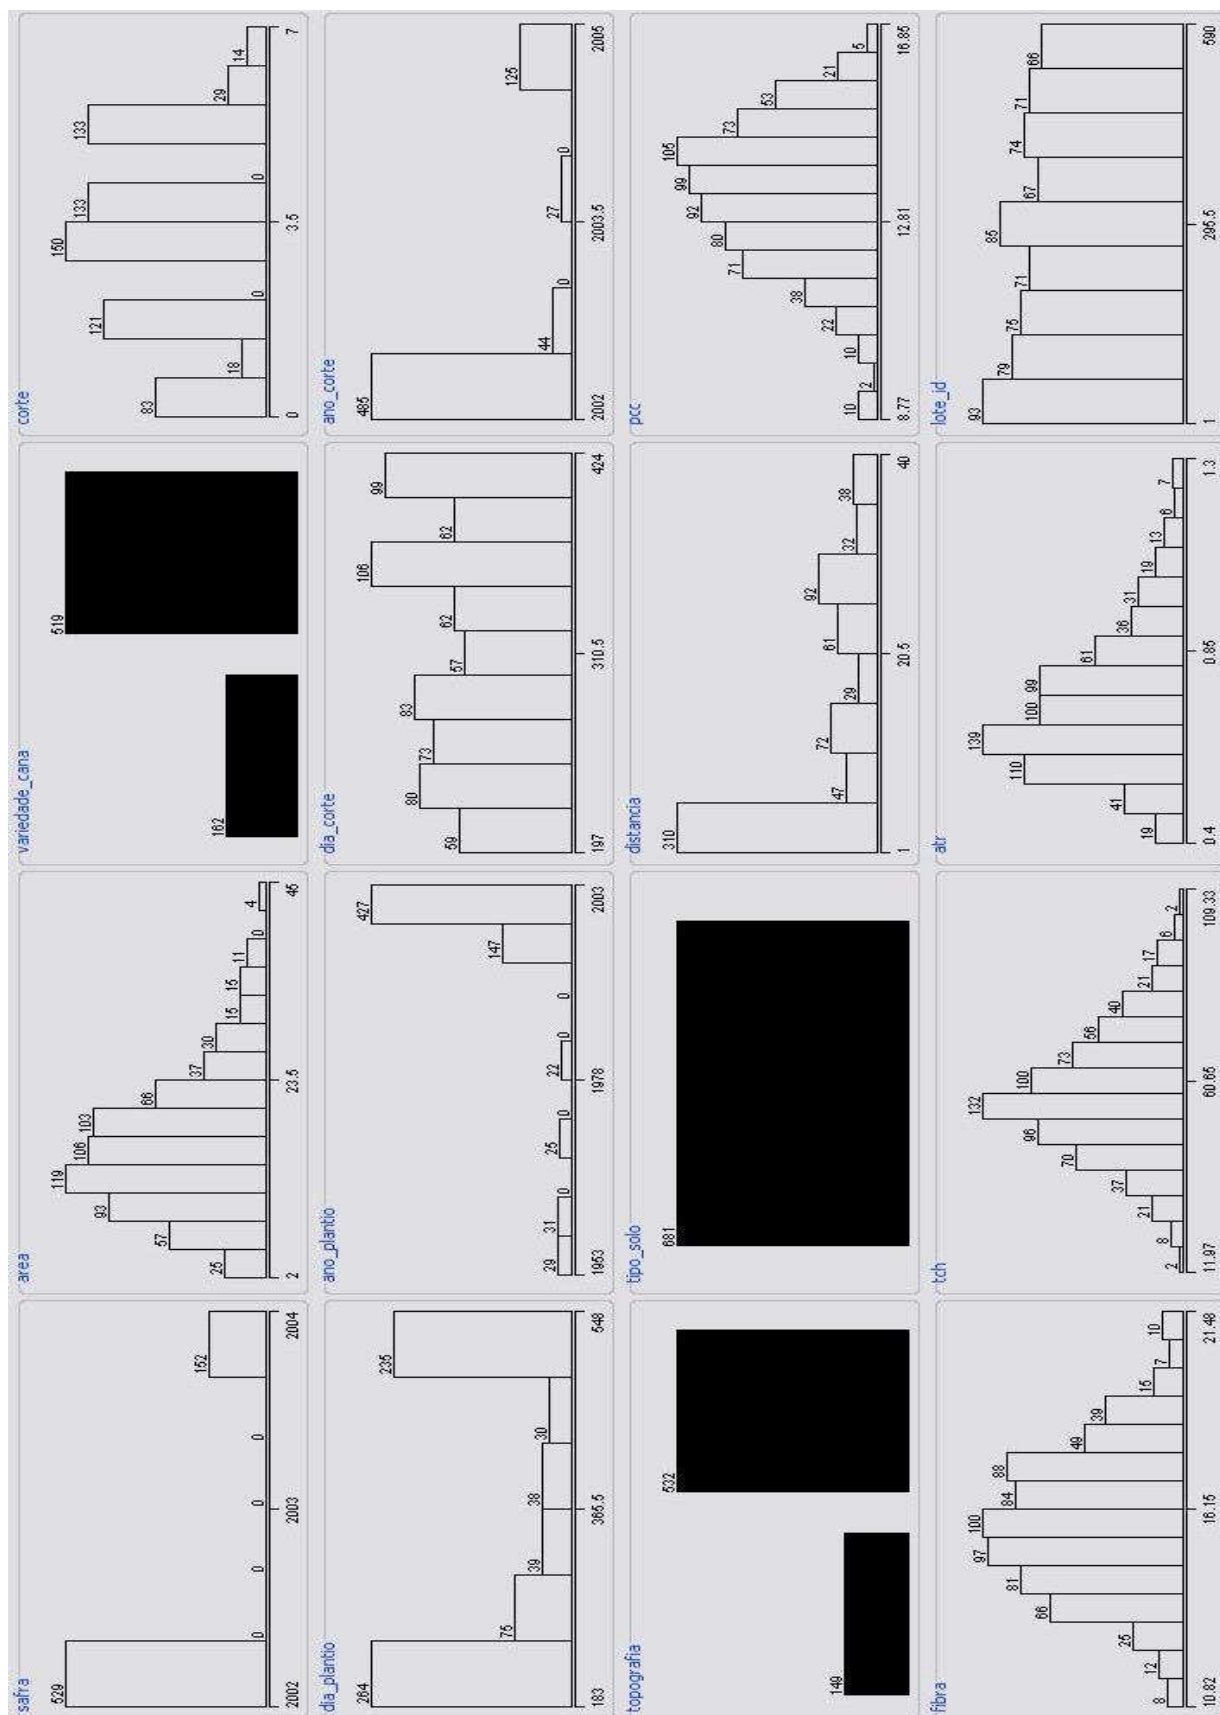 safra
529 0 0 0 0 152
2002 2003 2004
area
25 57 93 119 106 103 66 37 30 15 15 11 0 4
2 23.5 45
variedade_cana
162 519
corte
83 18 121 0 150 133 0 133 29 14
0 3.5 7
dia_plantio
264 75 39 38 30 235
183 365.5 548
ano_plantio
29 31 0 25 0 22 0 0 147 427
1953 1978 2003
dia_corte
59 80 73 83 57 62 106 62 99
197 310.5 424
ano_corte
485 44 0 27 0 125
2002 2003.5 2005
topografia
149 532
tipo_solo
681
distancia
310 47 72 29 61 92 32 38
1 20.5 40
pcc
10 2 10 22 38 71 80 92 99 105 73 53 21 5
8.77 12.81 16.85
fibra
8 12 25 66 81 97 100 84 88 49 39 15 7 10
10.82 16.15 21.48
tch
2 8 21 37 70 96 132 100 73 56 40 21 17 6 2
11.97 60.65 109.33
atr
19 41 110 139 100 99 61 36 31 19 13 6 7
0.4 0.85 1.3
lote_id
93 79 75 71 85 67 74 71 66
1 295.5 590